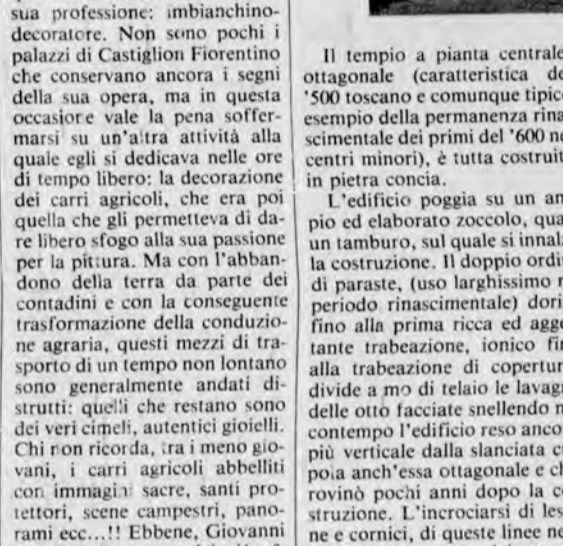 sua professione: imbianchino-
decoratore. Non sono pochi i
palazzi di Castiglion Fiorentino
che conservano ancora i segni
della sua opera, ma in questa
occasione vale la pena soffer-
marsi su un'altra attività alla
quale egli si dedicava nelle ore
di tempo libero: la decorazione
dei carri agricoli, che era poi
quella che gli permetteva di da-
re libero sfogo alla sua passione
per la pittura. Ma con l'abban-
dono della terra da parte dei
contadini e con la conseguente
trasformazione della conduzio-
ne agraria, questi mezzi di tra-
sporto di un tempo non lontano
sono generalmente andati di-
strutti: quelli che restano sono
dei veri cimeli, autentici gioielli.
Chi non ricorda, tra i meno gio-
vani, i carri agricoli abbelliti
con immagini sacre, santi pro-
tettori, scene campestri, pano-
rami ecc...!! Ebbene, Giovanni
Il tempio a pianta centrale
ottagonale (caratteristica de
'500 toscano e comunque tipico
esempio della permanenza rina
scimentale dei primi del '600 ne
centri minori), è tutta costruit
in pietra concia.
L'edificio poggia su un am
pio ed elaborato zoccolo, qua
un tamburo, sul quale si innal
la costruzione. Il doppio ordi
di paraste, (uso larghissimo n
periodo rinascimentale) dori
fino alla prima ricca ed agge
tante trabeazione, ionico fin
alla trabeazione di copertur
divide a mo di telaio le lavag
delle otto facciate snellendo n
contempo l'edificio reso anco
più verticale dalla slanciata c
pola anch'essa ottagonale e ch
rovinò pochi anni dopo la c
struzione. L'incrociarsi di les
ne e cornici, di queste linee ne